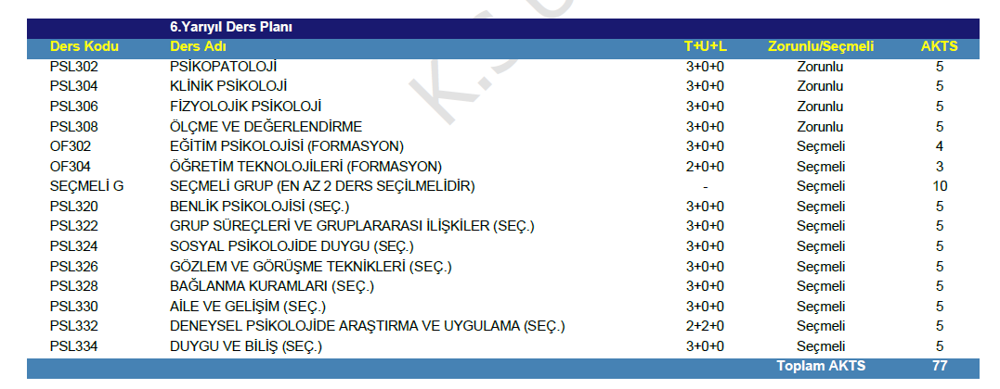 6.Yarıyıl Ders Planı
Ders Kodu Ders Adı T+U+L Zorunlu/Seçmeli AKTS
PSL302 PSİKOPATOLOJİ 3+0+0 Zorunlu 5
PSL304 KLİNİK PSİKOLOJİ 3+0+0 Zorunlu 5
PSL306 FİZYOLOJİK PSİKOLOJİ 3+0+0 Zorunlu 5
PSL308 ÖLÇME VE DEĞERLENDİRME 3+0+0 Zorunlu 5
OF302 EĞİTİM PSİKOLOJİSİ (FORMASYON) 3+0+0 Seçmeli 4
OF304 ÖĞRETİM TEKNOLOJİLERİ (FORMASYON) 2+0+0 Seçmeli 3
SEÇMELİ G SEÇMELİ GRUP (EN AZ 2 DERS SEÇİLMELİDİR) - Seçmeli 10
PSL320 BENLİK PSİKOLOJİSİ (SEÇ.) 3+0+0 Seçmeli 5
PSL322 GRUP SÜREÇLERİ VE GRUPLARARASI İLİŞKİLER (SEÇ.) 3+0+0 Seçmeli 5
PSL324 SOSYAL PSİKOLOJİDE DUYGU (SEÇ.) 3+0+0 Seçmeli 5
PSL326 GÖZLEM VE GÖRÜŞME TEKNİKLERİ (SEÇ.) 3+0+0 Seçmeli 5
PSL328 BAĞLANMA KURAMLARI (SEÇ.) 3+0+0 Seçmeli 5
PSL330 AİLE VE GELİŞİM (SEÇ.) 3+0+0 Seçmeli 5
PSL332 DENEYSEL PSİKOLOJİDE ARAŞTIRMA VE UYGULAMA (SEÇ.) 2+2+0 Seçmeli 5
PSL334 DUYGU VE BİLİŞ (SEÇ.) 3+0+0 Seçmeli 5
Toplam AKTS 77